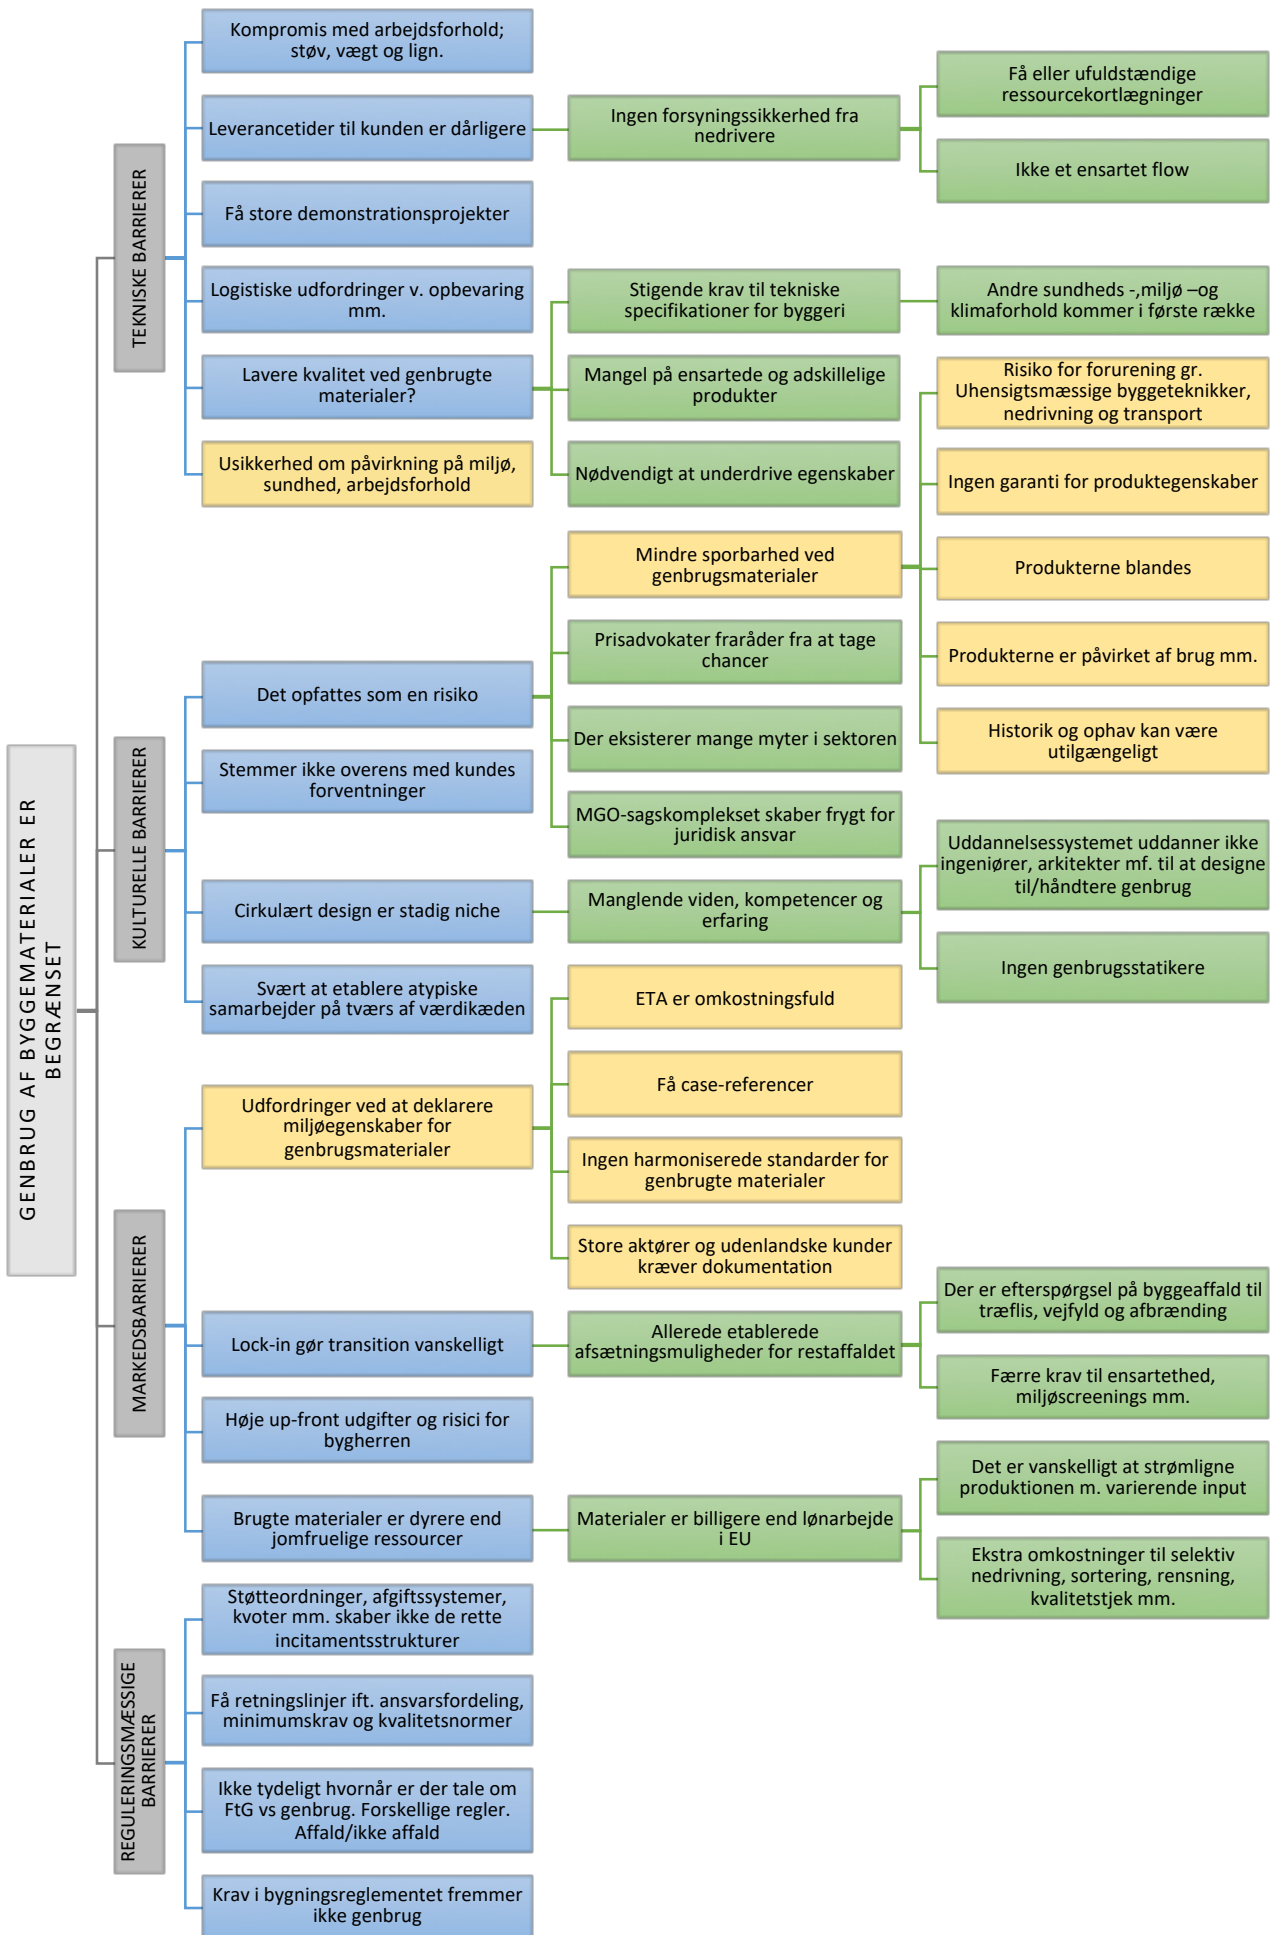 GENBRUG AF BYGGEMATERIALER ER
BEGRÆNSET
TEKNISKE BARRIERER
Kompromis med arbejdsforhold;
støv, vægt og lign.
Leverancetider til kunden er dårligere
Ingen forsyningssikkerhed fra
nedrivere
Få eller ufuldstændige
ressourcekortlægninger
Ikke et ensartet flow
Få store demonstrationsprojekter
Logistiske udfordringer v. opbevaring
mm.
Lavere kvalitet ved genbrugte
materialer?
Stigende krav til tekniske
specifikationer for byggeri
Andre sundheds -,miljø –og
klimaforhold kommer i første række
Mangel på ensartede og adskillelige
produkter
Nødvendigt at underdrive egenskaber
Usikkerhed om påvirkning på miljø,
sundhed, arbejdsforhold
KULTURELLE BARRIERER
Det opfattes som en risiko
Mindre sporbarhed ved
genbrugsmaterialer
Risiko for forurening gr.
Uhensigtsmæssige byggeteknikker,
nedrivning og transport
Ingen garanti for produktegenskaber
Produkterne blandes
Produkterne er påvirket af brug mm.
Historik og ophav kan være
utilgængeligt
Prisadvokater fraråder fra at tage
chancer
Der eksisterer mange myter i sektoren
MGO-sagskomplekset skaber frygt for
juridisk ansvar
Stemmer ikke overens med kundes
forventninger
Cirkulært design er stadig niche
Manglende viden, kompetencer og
erfaring
Uddannelsessystemet uddanner ikke
ingeniører, arkitekter mf. til at designe
til/håndtere genbrug
Ingen genbrugsstatikere
Svært at etablere atypiske
samarbejder på tværs af værdikæden
MARKEDSBARRIERER
Udfordringer ved at deklarere
miljøegenskaber for
genbrugsmaterialer
ETA er omkostningsfuld
Få case-referencer
Ingen harmoniserede standarder for
genbrugte materialer
Store aktører og udenlandske kunder
kræver dokumentation
Lock-in gør transition vanskelligt
Allerede etablerede
afsætningsmuligheder for restaffaldet
Der er efterspørgsel på byggeaffald til
træflis, vejfyld og afbrænding
Færre krav til ensartethed,
miljøscreenings mm.
Høje up-front udgifter og risici for
bygherren
Brugte materialer er dyrere end
jomfruelige ressourcer
Materialer er billigere end lønarbejde
i EU
Det er vanskelligt at strømligne
produktionen m. varierende input
Ekstra omkostninger til selektiv
nedrivning, sortering, rensning,
kvalitetstjek mm.
REGULERINGSMÆSSIGE
BARRIERER
Støtteordninger, afgiftssystemer,
kvoter mm. skaber ikke de rette
incitamentsstrukturer
Få retningslinjer ift. ansvarsfordeling,
minimumskrav og kvalitetsnormer
Ikke tydeligt hvornår er der tale om
FtG vs genbrug. Forskellige regler.
Affald/ikke affald
Krav i bygningsreglementet fremmer
ikke genbrug